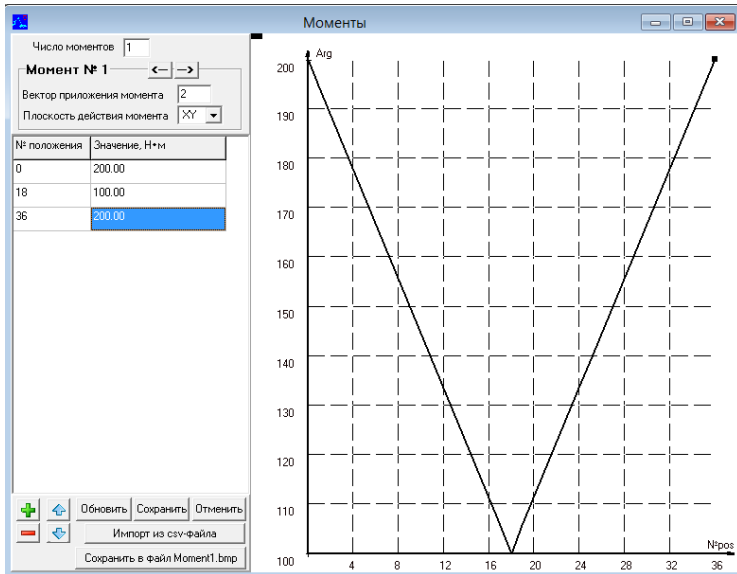 Моменты
Число моментов 1
Момент № 1 <-- -->
Вектор приложения момента 2
Плоскость действия момента XY
№ положения Значение, Н•м
0 200.00
18 100.00
36 200.00
Обновить Сохранить Отменить
Импорт из csv-файла
Сохранить в файл Moment1.bmp
Arg
200
190
180
170
160
150
140
130
120
110
100
4 8 12 16 20 24 28 32 36
№pos